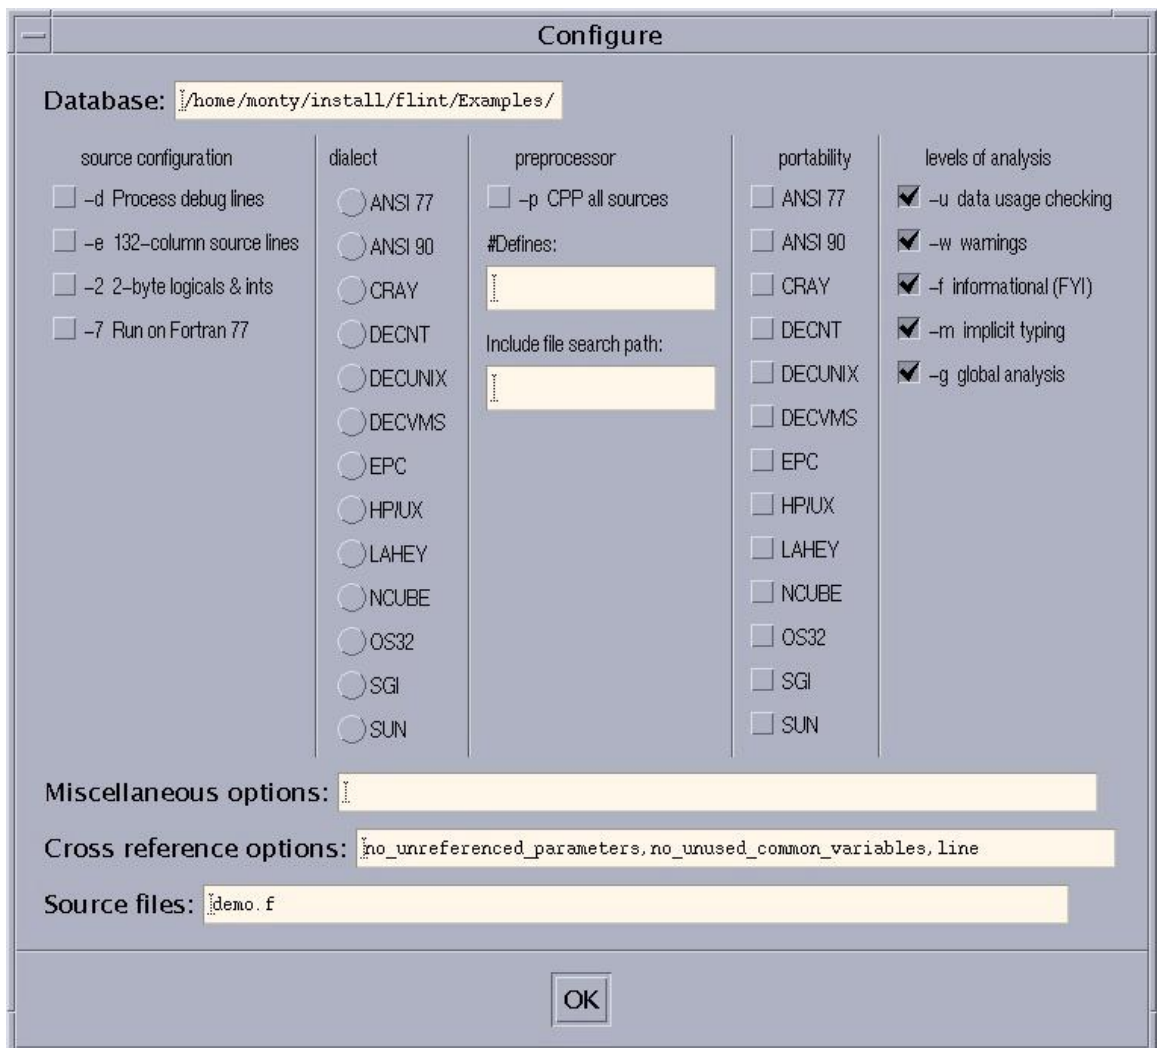 Configure
Database: /home/monty/install/flint/Examples/
source configuration
-d Process debug lines
-e 132-column source lines
-2 2-byte logicals & ints
-7 Run on Fortran 77
dialect
ANSI 77
ANSI 90
CRAY
DECNT
DECUNIX
DECVMS
EPC
HP/UX
LAHEY
NCUBE
OS32
SGI
SUN
preprocessor
-p CPP all sources
#Defines:
Include file search path:
portability
ANSI 77
ANSI 90
CRAY
DECNT
DECUNIX
DECVMS
EPC
HP/UX
LAHEY
NCUBE
OS32
SGI
SUN
levels of analysis
-u data usage checking
-w warnings
-f informational (FYI)
-m implicit typing
-g global analysis
Miscellaneous options:
Cross reference options: no_unreferenced_parameters,no_unused_common_variables,line
Source files: demo.f
OK